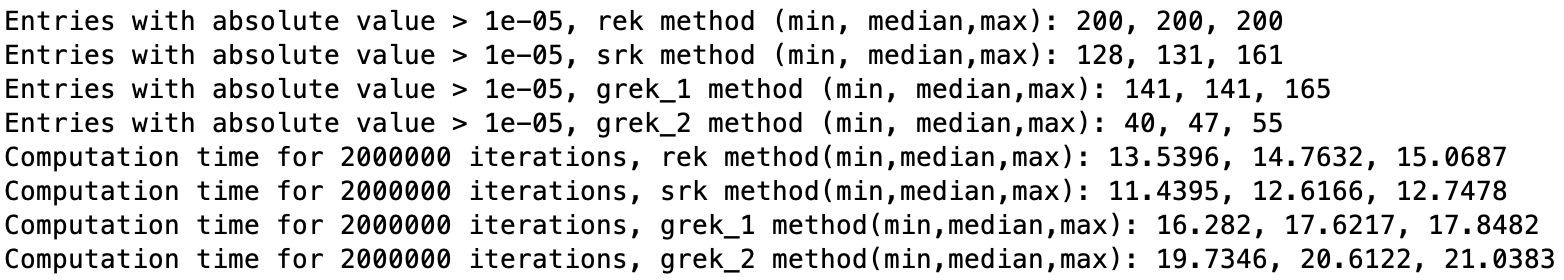 Entries with absolute value > 1e-05, rek method (min, median,max): 200, 200, 200
Entries with absolute value > 1e-05, srk method (min, median,max): 128, 131, 161
Entries with absolute value > 1e-05, grek_1 method (min, median,max): 141, 141, 165
Entries with absolute value > 1e-05, grek_2 method (min, median,max): 40, 47, 55
Computation time for 2000000 iterations, rek method(min,median,max): 13.5396, 14.7632, 15.0687
Computation time for 2000000 iterations, srk method(min,median,max): 11.4395, 12.6166, 12.7478
Computation time for 2000000 iterations, grek_1 method(min,median,max): 16.282, 17.6217, 17.8482
Computation time for 2000000 iterations, grek_2 method(min,median,max): 19.7346, 20.6122, 21.0383